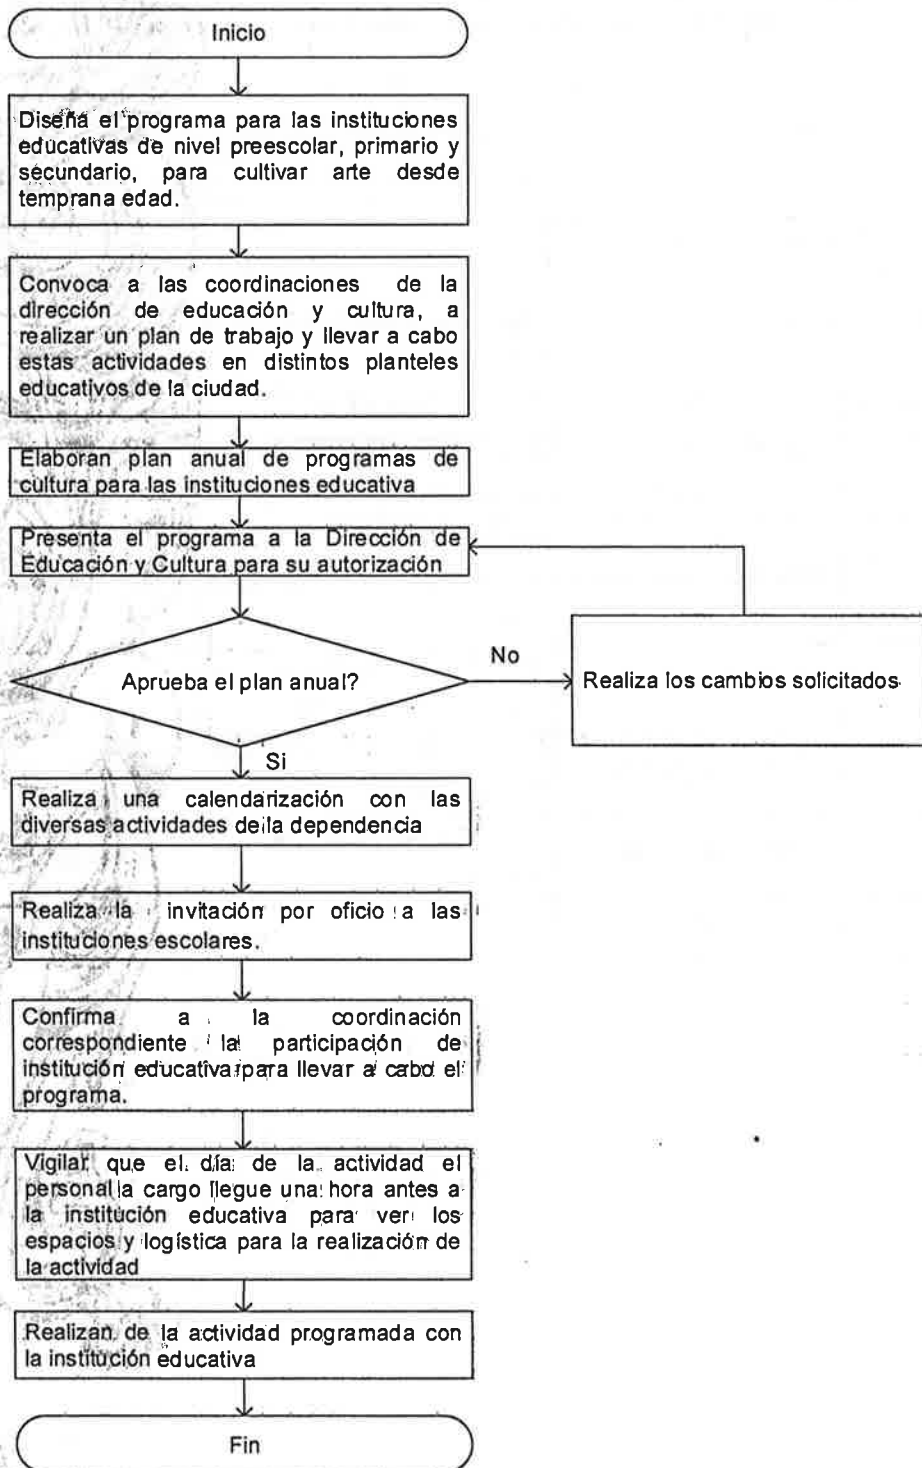 Inicio
Diseña el programa para las instituciones
educativas de nivel preescolar, primario y
secundario, para cultivar arte desde
temprana edad.
Convoca a las coordinaciones de la
dirección de educación y cultura, a
realizar un plan de trabajo y llevar a cabo
estas actividades en distintos planteles
educativos de la ciudad.
Elaboran plan anual de programas de
cultura para las instituciones educativa
Presenta el programa a la Dirección de
Educación y Cultura para su autorización
Aprueba el plan anual?
No
Realiza los cambios solicitados
Si
Realiza una calendarización con las
diversas actividades de la dependencia
Realiza la invitación por oficio a las
instituciones escolares.
Confirma a la coordinación
correspondiente la participación de
institución educativa para llevar a cabo el
programa.
Vigilar que el día de la actividad el
personal a cargo llegue una hora antes a
la institución educativa para ver los
espacios y logística para la realización de
la actividad
Realizan de la actividad programada con
la institución educativa
Fin